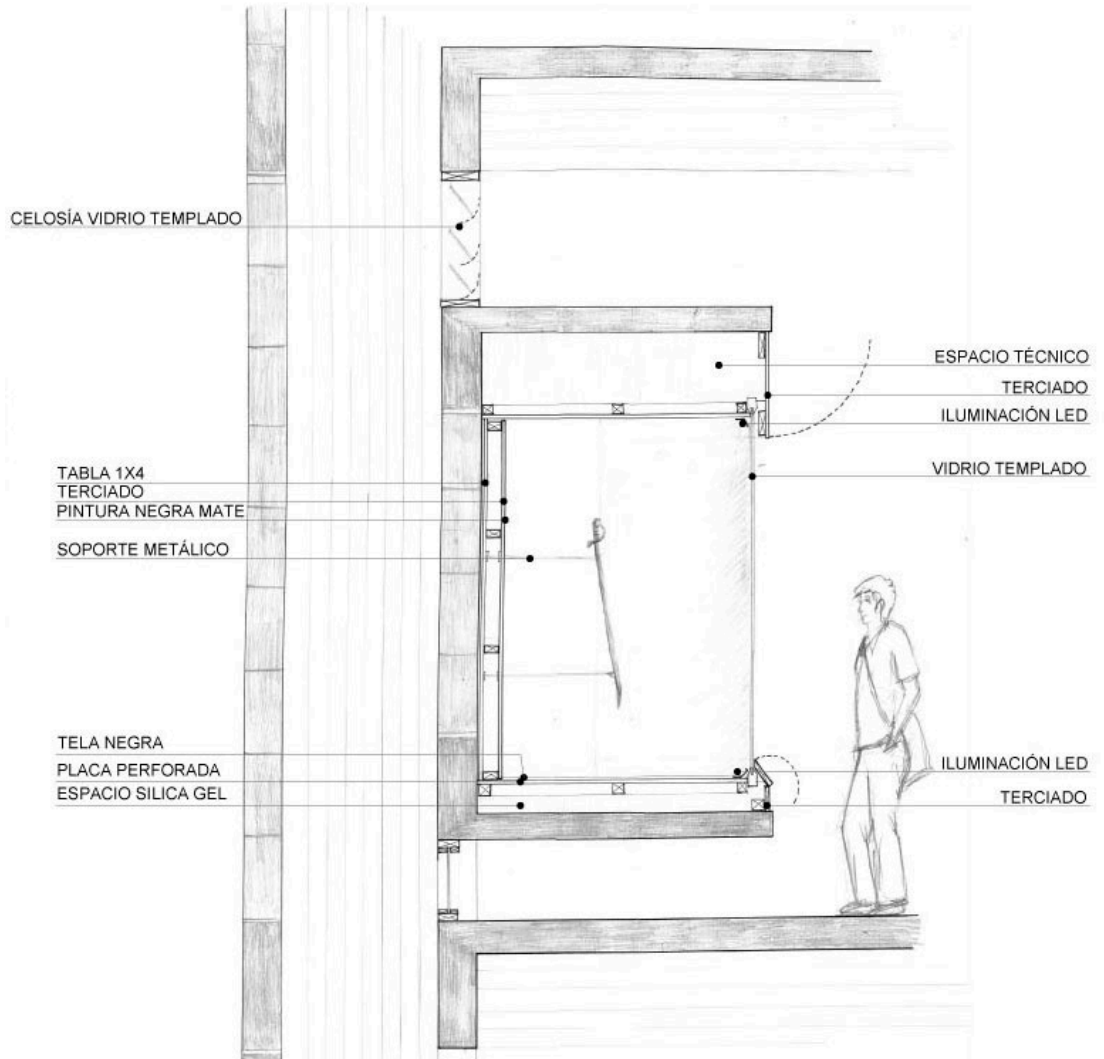 CELOSÍA VIDRIO TEMPLADO
ESPACIO TÉCNICO
TERCIADO
ILUMINACIÓN LED
VIDRIO TEMPLADO
TABLA 1X4
TERCIADO
PINTURA NEGRA MATE
SOPORTE METÁLICO
TELA NEGRA
PLACA PERFORADA
ESPACIO SILICA GEL
ILUMINACIÓN LED
TERCIADO